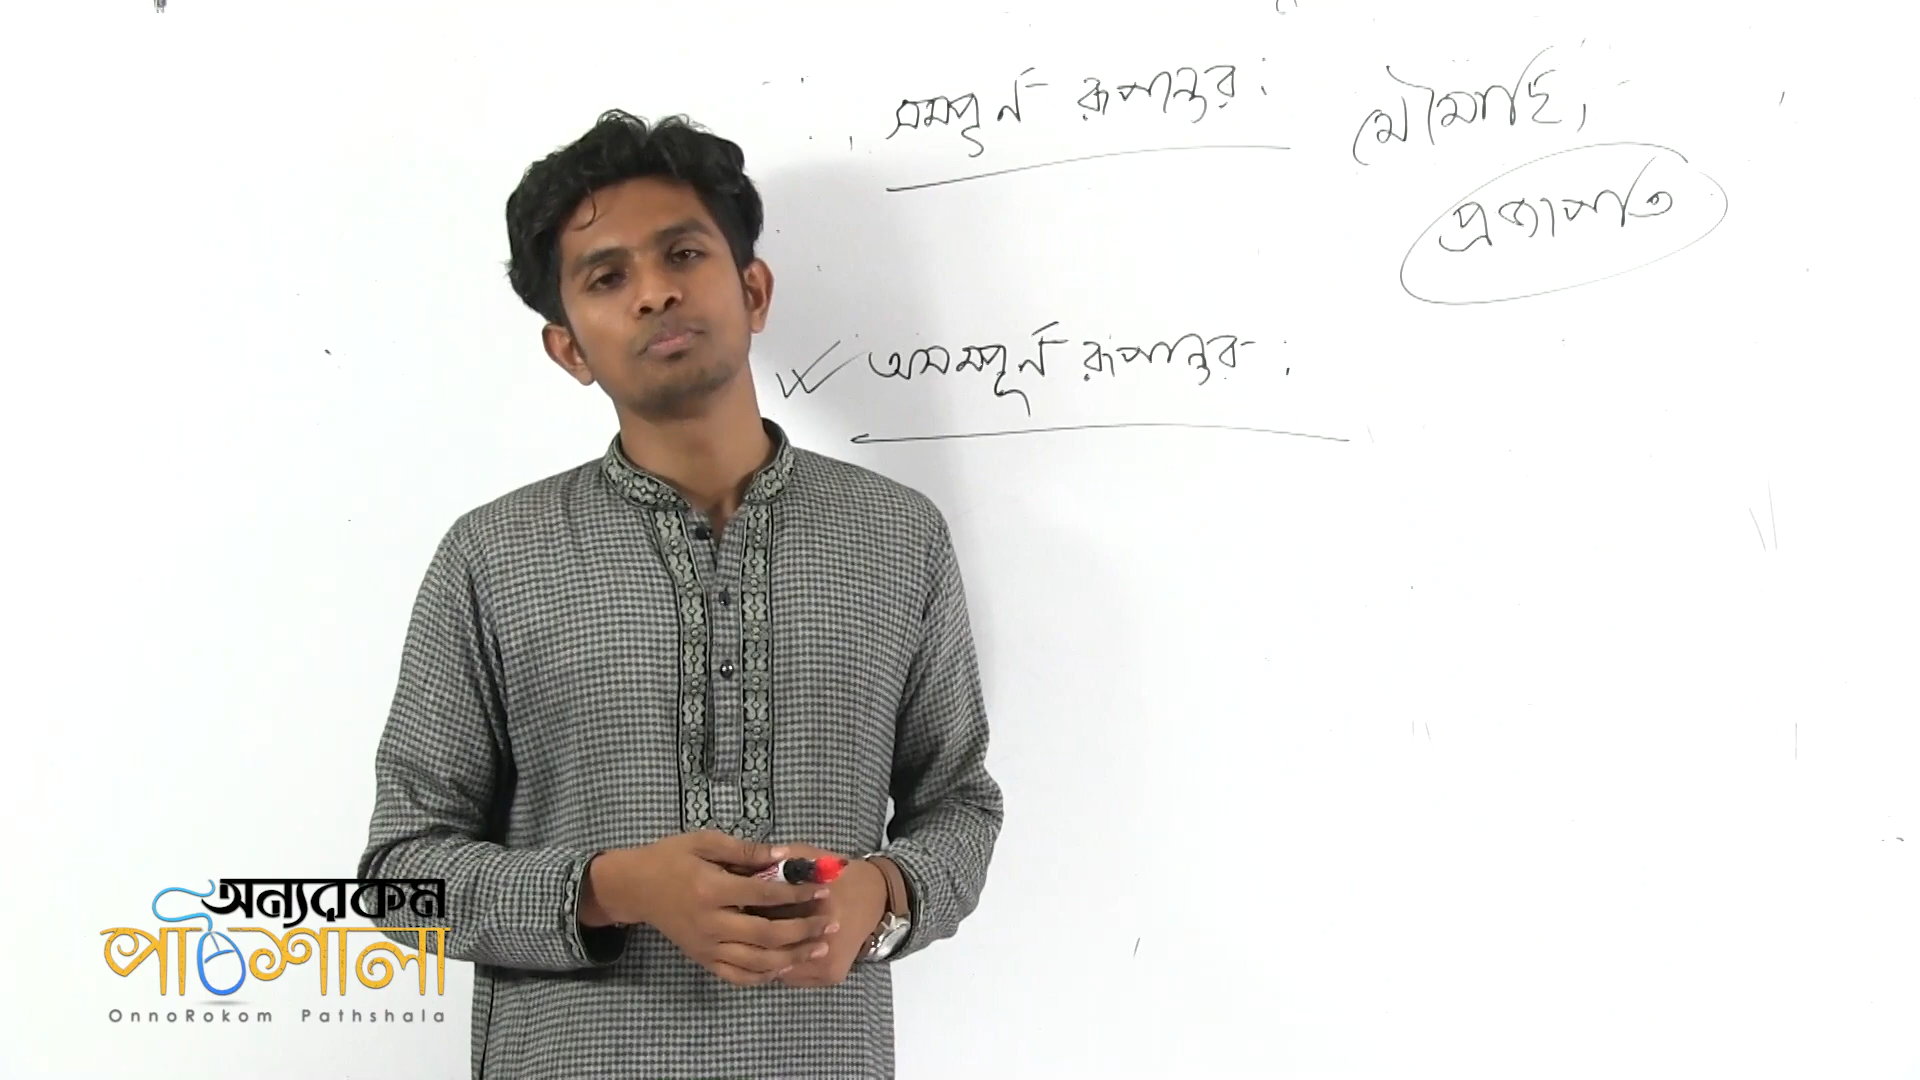 সম্পূর্ণ রূপান্তর : মৌমাছি,
প্রজাপতি
অসম্পূর্ণ রূপান্তর :
অন্যরকম
পাঠশালা
OnnoRokom Pathshala